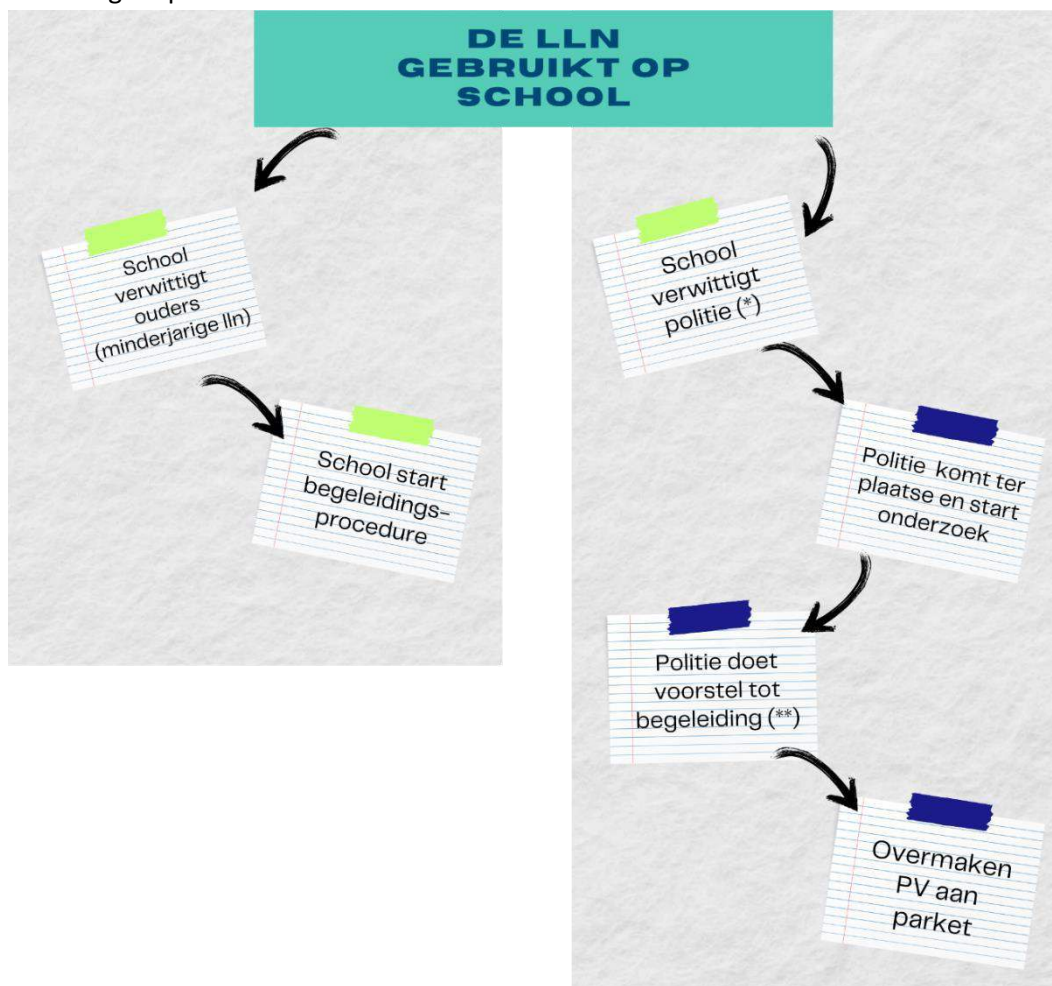 DE LLN
GEBRUIKT OP
SCHOOL
School
verwittigt
ouders
(minderjarige lln)
School start
begeleidings-
procedure
School
verwittigt
politie (*)
Politie komt ter
plaatse en start
onderzoek
Politie doet
voorstel tot
begeleiding (**)
Overmaken
PV aan
parket